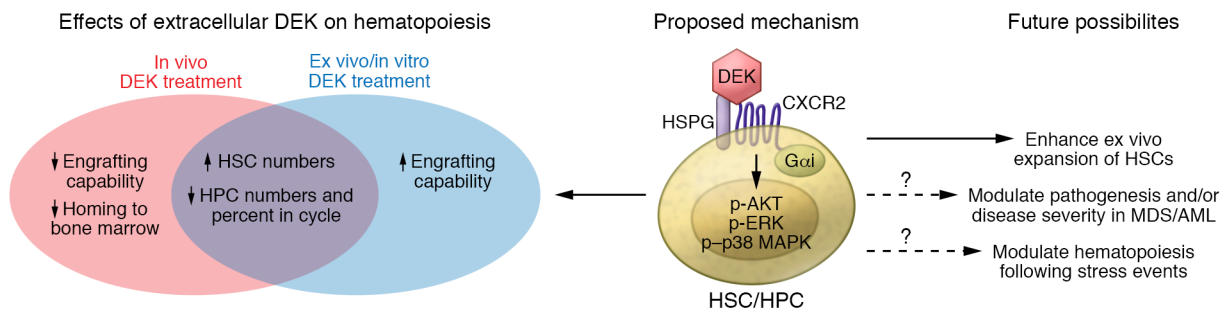 Effects of extracellular DEK on hematopoiesis
In vivo
DEK treatment
Ex vivo/in vitro
DEK treatment
Engrafting
capability
Homing to
bone marrow
HSC numbers
HPC numbers and
percent in cycle
Engrafting
capability
Proposed mechanism
DEK
HSPG
CXCR2
Gαi
p-AKT
p-ERK
p–p38 MAPK
HSC/HPC
Future possibilites
Enhance ex vivo
expansion of HSCs
?
Modulate pathogenesis and/or
disease severity in MDS/AML
?
Modulate hematopoiesis
following stress events